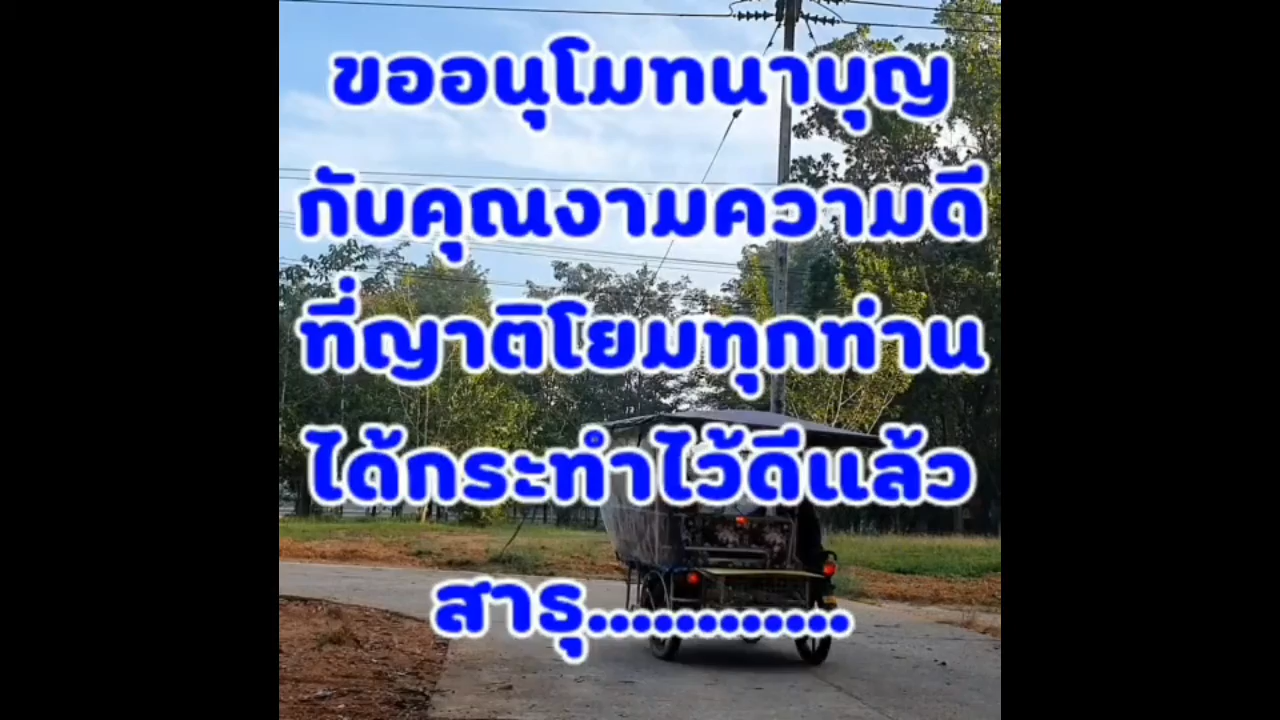 ขออนุโมทนาบุญ
กับคุณงามความดี
ที่ญาติโยมทุกท่าน
ได้กระทำไว้ดีแล้ว
สาธุ............